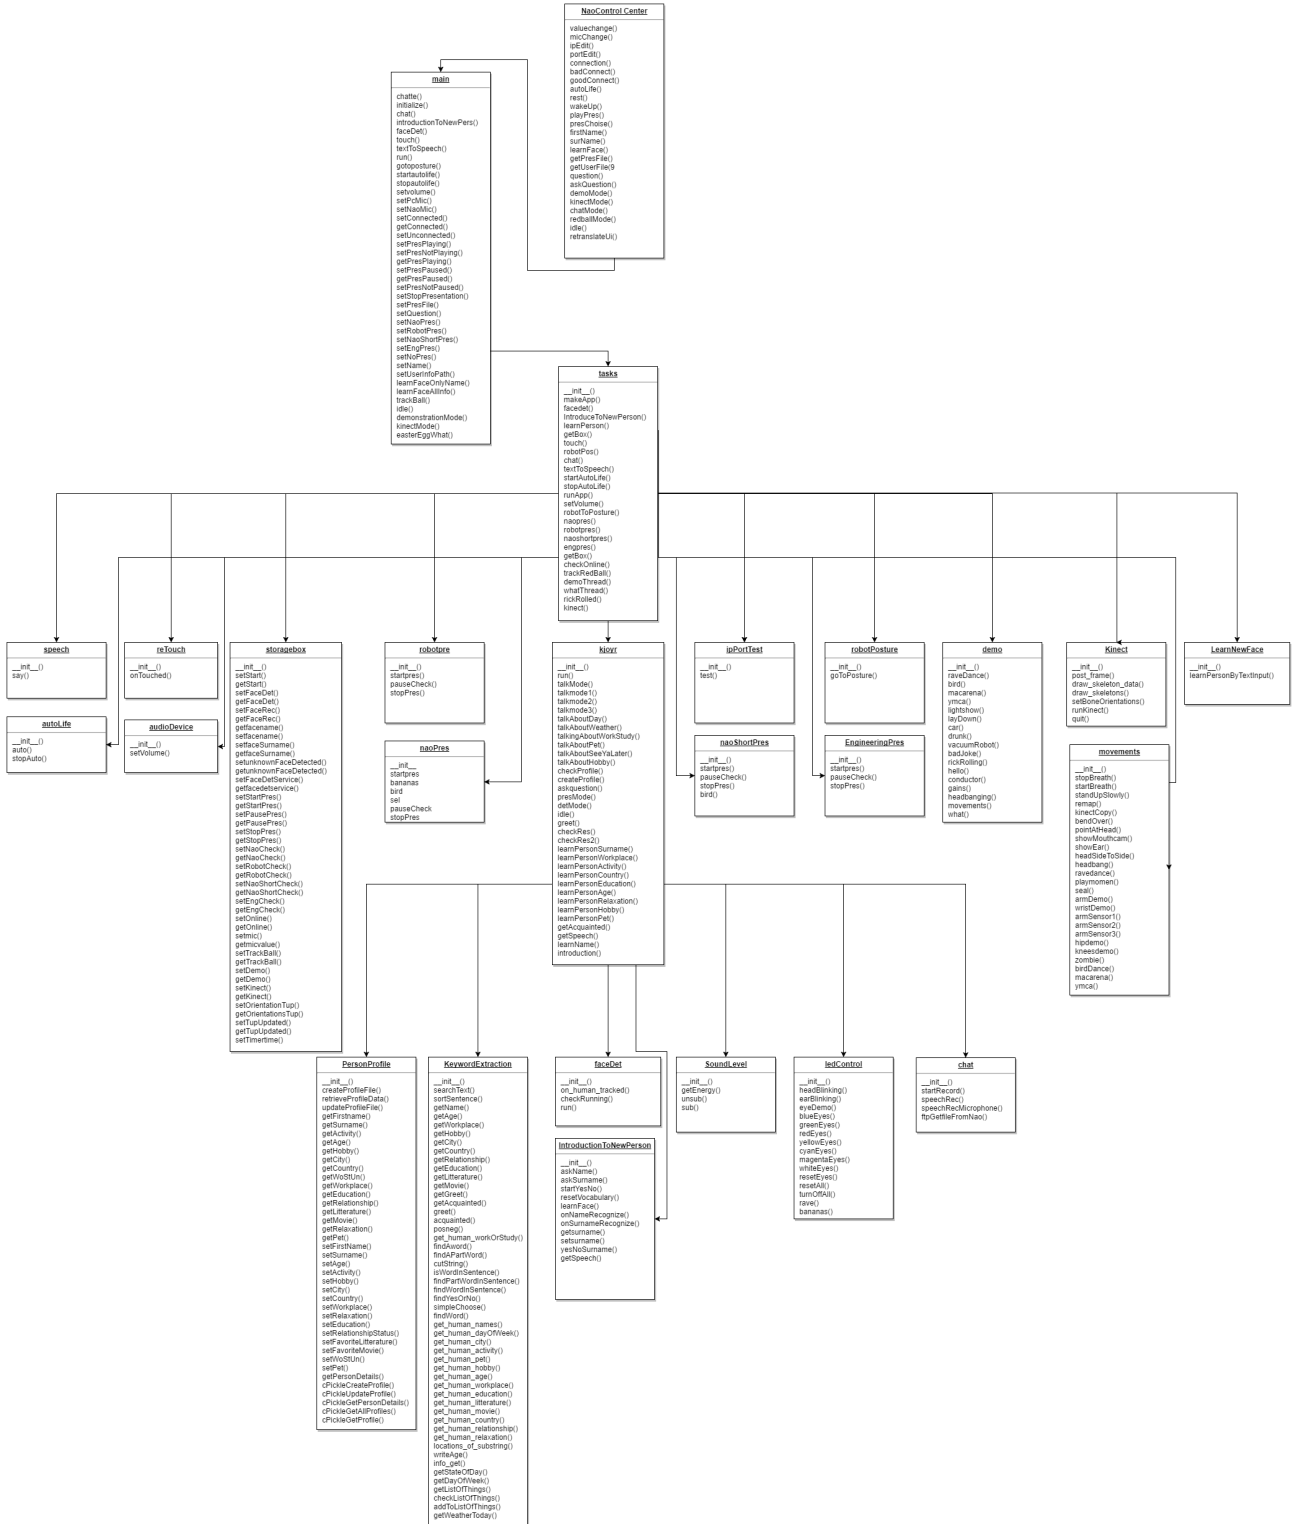 NaoControl Center
valuechange()
micChange()
ipEdit()
portEdit()
connection()
badConnect()
goodConnect()
autoLife()
rest()
wakeUp()
playPres()
presChoise()
firstName()
surName()
learnFace()
getPresFile()
getUserFile(9
question()
askQuestion()
demoMode()
kinectMode()
chatMode()
redballMode()
idle()
retranslateUi()
main
chatte()
initialize()
chat()
introductionToNewPers()
faceDet()
touch()
textToSpeech()
run()
gotoposture()
startautolife()
stopautolife()
setvolume()
setPcMic()
setNaoMic()
setConnected()
getConnected()
setUnconnected()
setPresPlaying()
setPresNotPlaying()
getPresPlaying()
setPresPaused()
getPresPaused()
setPresNotPaused()
setStopPresentation()
setPresFile()
setQuestion()
setNaoPres()
setRobotPres()
setNaoShortPres()
setEngPres()
setNoPres()
setName()
setUserInfoPath()
learnFaceOnlyName()
learnFaceAllInfo()
trackBall()
idle()
demonstrationMode()
kinectMode()
easterEggWhat()
tasks
__init__()
makeApp()
facedet()
IntroduceToNewPerson()
learnPerson()
getBox()
touch()
robotPos()
chat()
textToSpeech()
startAutoLife()
stopAutoLife()
runApp()
setVolume()
robotToPosture()
naopres()
robotpres()
naoshortpres()
engpres()
getBox()
checkOnline()
trackRedBall()
demoThread()
whatThread()
rickRolled()
kinect()
speech
__init__()
say()
reTouch
__init__()
onTouched()
storagebox
__init__()
setStart()
getStart()
setFaceDet()
getFaceDet()
setFaceRec()
getFaceRec()
getfacename()
setfacename()
setfaceSurname()
getfaceSurname()
setunknownFaceDetected()
getunknownFaceDetected()
setFaceDetService()
getfacedetservice()
setStartPres()
getStartPres()
setPausePres()
getPausePres()
setStopPres()
getStopPres()
setNaoCheck()
getNaoCheck()
setRobotCheck()
getRobotCheck()
setNaoShortCheck()
getNaoShortCheck()
setEngCheck()
getEngCheck()
setOnline()
getOnline()
setmic()
getmicvalue()
setTrackBall()
getTrackBall()
setDemo()
getDemo()
setKinect()
getKinect()
setOrientationTup()
getOrientationsTup()
setTupUpdated()
getTupUpdated()
setTimertime()
robotpre
__init__()
startpres()
pauseCheck()
stopPres()
kjoyr
__init__()
run()
talkMode()
talkmode1()
talkmode2()
talkmode3()
talkAboutDay()
talkAboutWeather()
talkingAboutWorkStudy()
talkAboutPet()
talkAboutSeeYaLater()
talkAboutHobby()
checkProfile()
createProfile()
askquestion()
presMode()
detMode()
idle()
greet()
checkRes()
checkRes2()
learnPersonSurname()
learnPersonWorkplace()
learnPersonActivity()
learnPersonCountry()
learnPersonEducation()
learnPersonAge()
learnPersonRelaxation()
learnPersonHobby()
learnPersonPet()
getAcquainted()
getSpeech()
learnName()
introduction()
ipPortTest
__init__()
test()
robotPosture
__init__()
goToPosture()
demo
__init__()
raveDance()
bird()
macarena()
ymca()
lightshow()
layDown()
car()
drunk()
vacuumRobot()
badJoke()
rickRolling()
hello()
conductor()
gains()
headbanging()
movements()
what()
Kinect
__init__()
post_frame()
draw_skeleton_data()
draw_skeletons()
setBoneOrientations()
runKinect()
quit()
LearnNewFace
__init__()
learnPersonByTextInput()
autoLife
__init__()
auto()
stopAuto()
audioDevice
__init__()
setVolume()
naoPres
__init__
startpres
bananas
bird
sel
pauseCheck
stopPres
naoShortPres
__init__()
startpres()
pauseCheck()
stopPres()
bird()
EngineeringPres
__init__()
startpres()
pauseCheck()
stopPres()
movements
__init__()
stopBreath()
startBreath()
standUpSlowly()
remap()
kinectCopy()
bendOver()
pointAtHead()
showMouthcam()
showEar()
headSideToSide()
headbang()
ravedance()
playmomen()
seal()
armDemo()
wristDemo()
armSensor1()
armSensor2()
armSensor3()
hipdemo()
kneesdemo()
zombie()
birdDance()
macarena()
ymca()
PersonProfile
__init__()
createProfileFile()
retrieveProfileData()
updateProfileFile()
getFirstname()
getSurname()
getActivity()
getAge()
getHobby()
getCity()
getCountry()
getWoStUn()
getWorkplace()
getEducation()
getRelationship()
getLitterature()
getMovie()
getRelaxation()
getPet()
setFirstName()
setSurname()
setAge()
setActivity()
setHobby()
setCity()
setCountry()
setWorkplace()
setRelaxation()
setEducation()
setRelationshipStatus()
setFavoriteLitterature()
setFavoriteMovie()
setWoStUn()
setPet()
getPersonDetails()
cPickleCreateProfile()
cPickleUpdateProfile()
cPickleGetPersonDetails()
cPickleGetAllProfiles()
cPickleGetProfile()
KeywordExtraction
__init__()
searchText()
sortSentence()
getName()
getAge()
getWorkplace()
getHobby()
getCity()
getCountry()
getRelationship()
getEducation()
getLitterature()
getMovie()
getGreet()
getAcquainted()
greet()
acquainted()
posneg()
get_human_workOrStudy()
findAword()
findAPartWord()
cutString()
isWordInSentence()
findPartWordInSentence()
findWordInSentence()
findYesOrNo()
simpleChoose()
findWord()
get_human_names()
get_human_dayOfWeek()
get_human_city()
get_human_activity()
get_human_pet()
get_human_hobby()
get_human_age()
get_human_workplace()
get_human_education()
get_human_litterature()
get_human_movie()
get_human_country()
get_human_relationship()
get_human_relaxation()
locations_of_substring()
writeAge()
info_get()
getStateOfDay()
getDayOfWeek()
getListOfThings()
checkListOfThings()
addToListOfThings()
getWeatherToday()
faceDet
__init__()
on_human_tracked()
checkRunning()
run()
SoundLevel
__init__()
getEnergy()
unsub()
sub()
ledControl
__init__()
headBlinking()
earBlinking()
eyeDemo()
blueEyes()
greenEyes()
redEyes()
yellowEyes()
cyanEyes()
magentaEyes()
whiteEyes()
resetEyes()
resetAll()
turnOffAll()
rave()
bananas()
chat
__init__()
startRecord()
speechRec()
speechRecMicrophone()
ftpGetfileFromNao()
IntroductionToNewPerson
__init__()
askName()
askSurname()
startYesNo()
resetVocabulary()
learnFace()
onNameRecognize()
onSurnameRecognize()
getsurname()
setsurname()
yesNoSurname()
getSpeech()